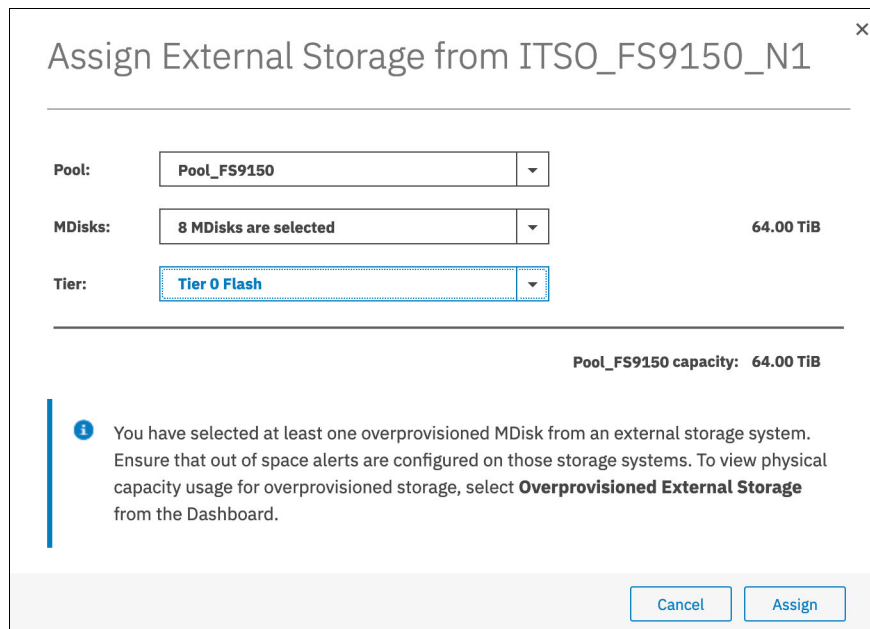 Assign External Storage from ITSO_FS9150_N1
Pool: Pool_FS9150
MDisks: 8 MDisks are selected 64.00 TiB
Tier: Tier 0 Flash
Pool_FS9150 capacity: 64.00 TiB
You have selected at least one overprovisioned MDisk from an external storage system.
Ensure that out of space alerts are configured on those storage systems. To view physical
capacity usage for overprovisioned storage, select Overprovisioned External Storage
from the Dashboard.
Cancel Assign